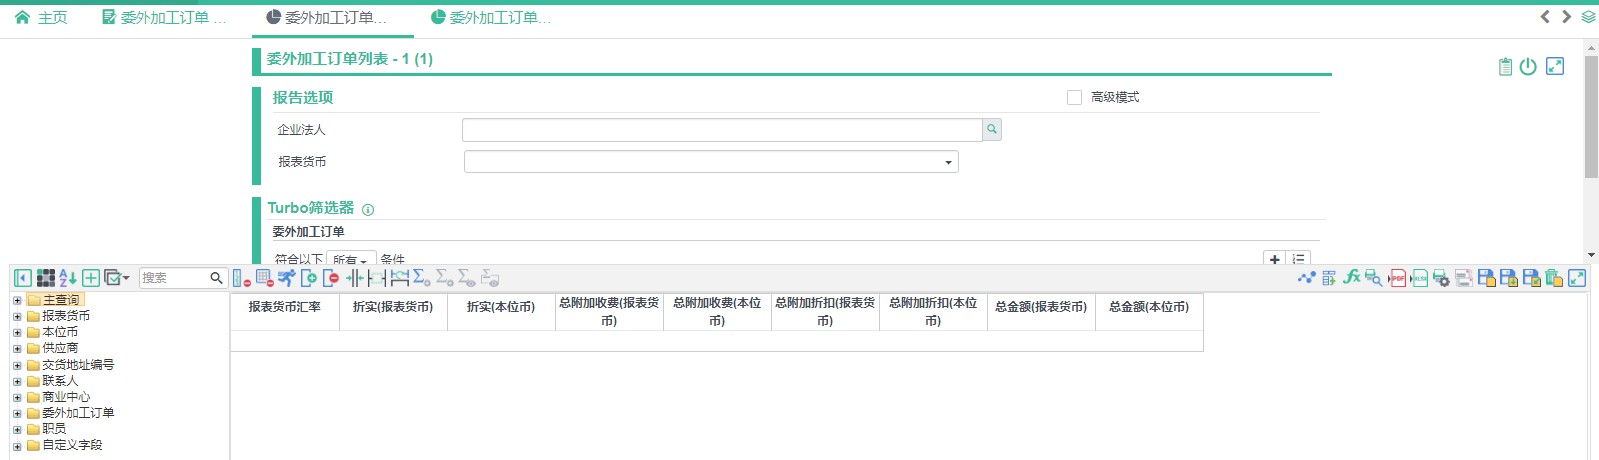 主页 委外加工订单 ... 委外加工订单... 委外加工订单...
委外加工订单列表 - 1 (1)
报告选项 高级模式
企业法人
报表货币
Turbo筛选器
委外加工订单
符合以下 所有 条件
搜索
主查询
报表货币
本位币
供应商
交货地址编号
联系人
商业中心
委外加工订单
职员
自定义字段
报表货币汇率 折实(报表货币) 折实(本位币) 总附加收费(报表货币) 总附加收费(本位币) 总附加折扣(报表货币) 总附加折扣(本位币) 总金额(报表货币) 总金额(本位币)